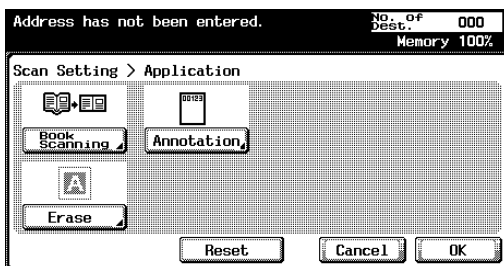 Address has not been entered.
No. of Dest. 000
Memory 100%
Scan Setting > Application
00123
Book Scanning
Annotation
A
Erase
Reset
Cancel
OK